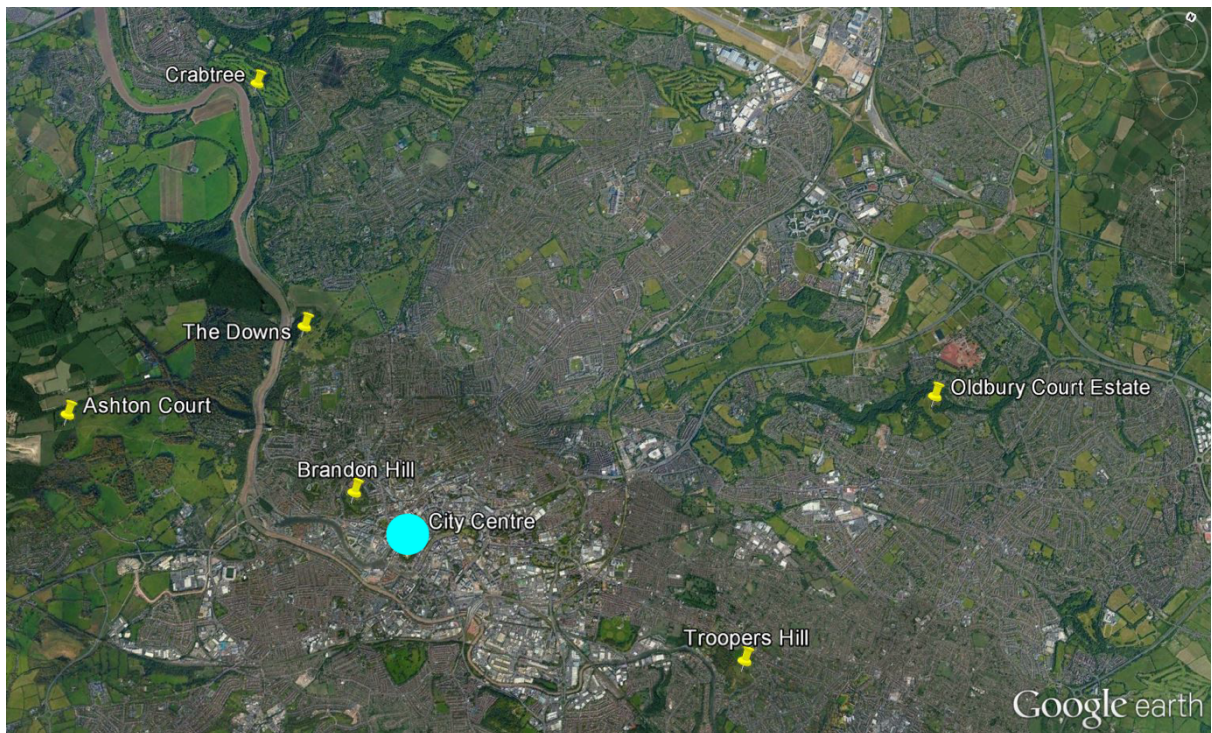 Crabtree
The Downs
Ashton Court
Oldbury Court Estate
Brandon Hill
City Centre
Troopers Hill
Google earth